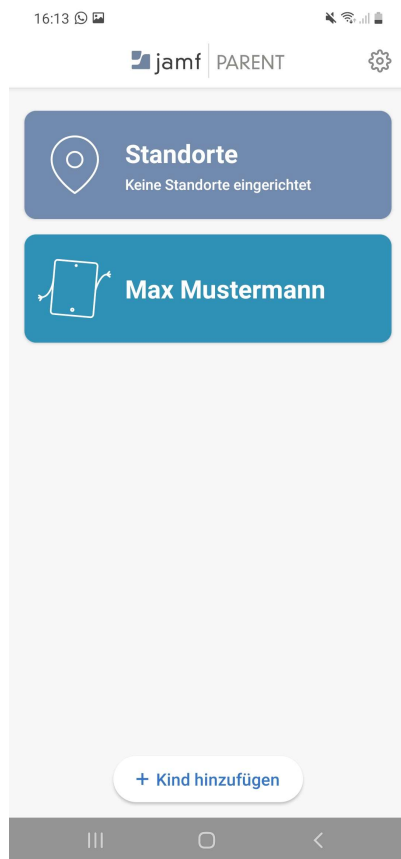 16:13
jamf PARENT
Standorte
Keine Standorte eingerichtet
Max Mustermann
+ Kind hinzufügen